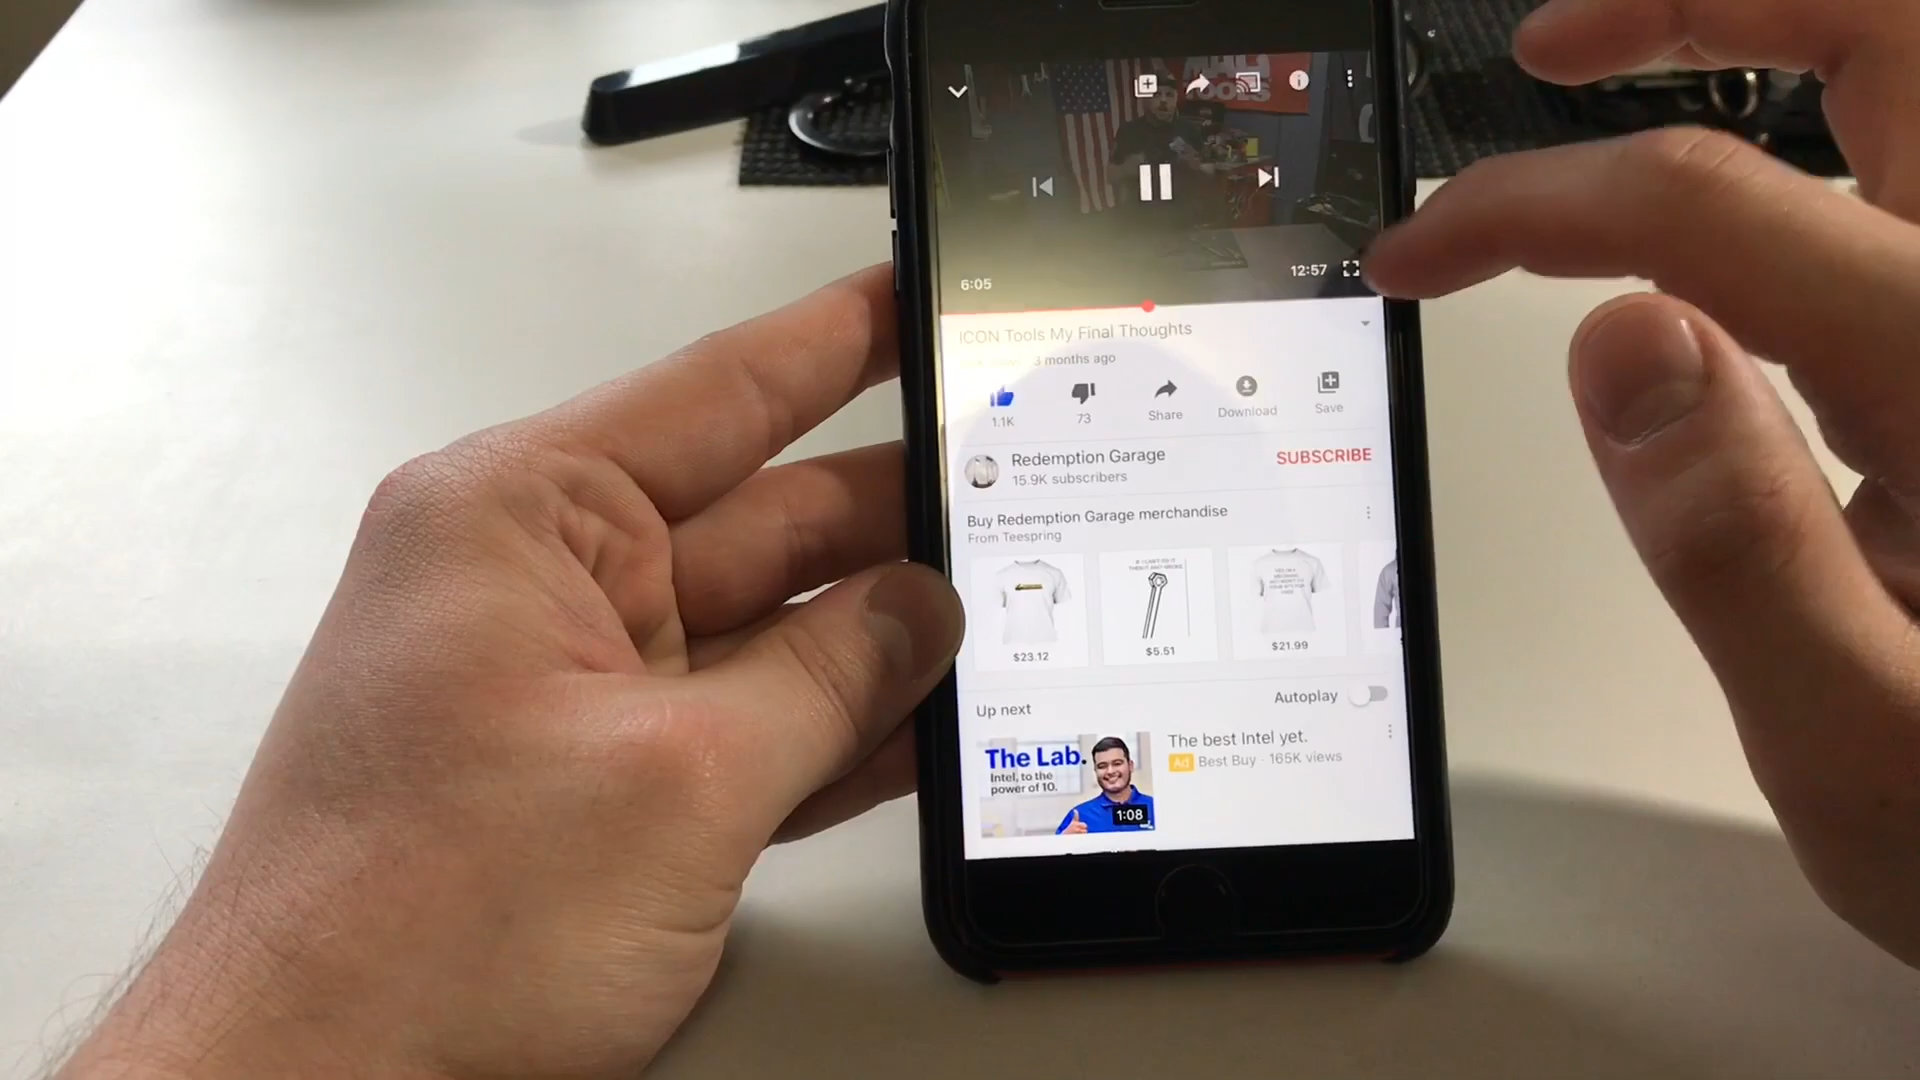 MAC
TOOLS
6:05
12:57
ICON Tools My Final Thoughts
3 months ago
1.1K
73
Share
Download
Save
Redemption Garage
15.9K subscribers
SUBSCRIBE
Buy Redemption Garage merchandise
From Teespring
$23.12
$5.51
$21.99
Up next
Autoplay
The Lab.
Intel, to the
power of 10.
1:08
The best Intel yet.
Ad Best Buy · 165K views